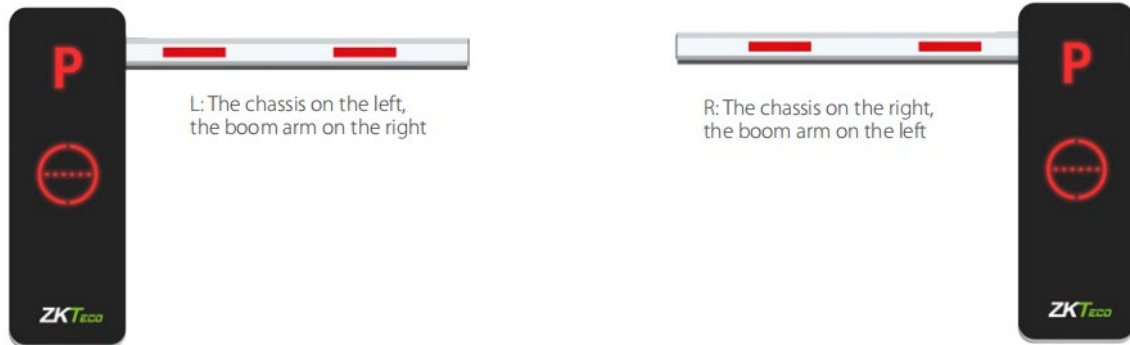 P
L: The chassis on the left,
the boom arm on the right
ZKTECO
R: The chassis on the right,
the boom arm on the left
P
ZKTECO